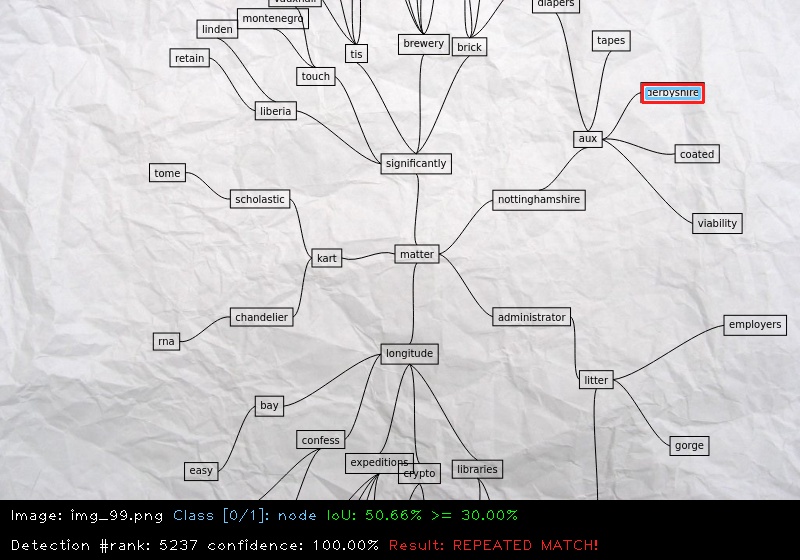 diapers
vauxhall
montenegro
linden
tapes
brewery
brick
tis
retain
touch
derbyshire
liberia
aux
coated
significantly
tome
scholastic
nottinghamshire
viability
matter
kart
chandelier
administrator
employers
rna
longitude
litter
bay
confess
gorge
expeditions
easy
crypto
libraries
Image: img_99.png Class [0/1]: node IoU: 50.66% >= 30.00%
Detection #rank: 5237 confidence: 100.00% Result: REPEATED MATCH!